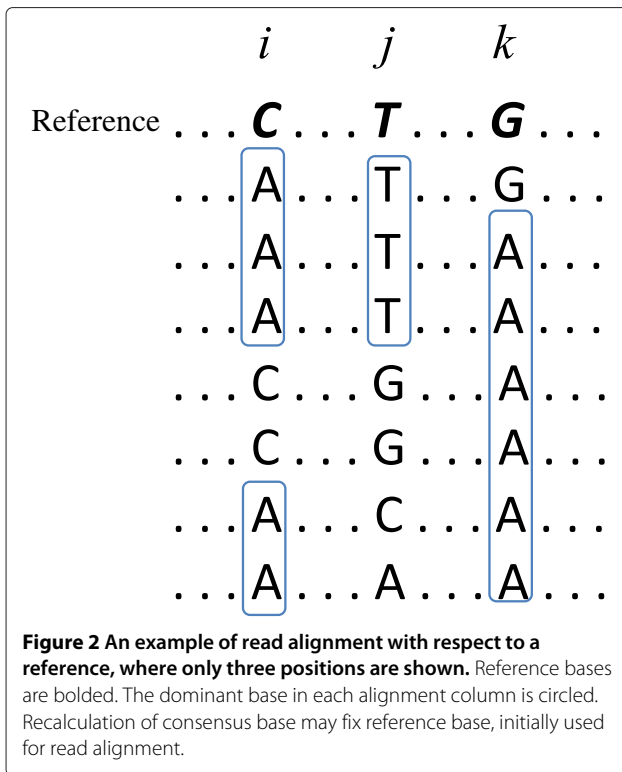 i j k
Reference . . . C . . . T . . . G . . .
. . . A . . . T . . . G . . .
. . . A . . . T . . . A . . .
. . . A . . . T . . . A . . .
. . . C . . . G . . . A . . .
. . . C . . . G . . . A . . .
. . . A . . . C . . . A . . .
. . . A . . . A . . . A . . .
Figure 2 An example of read alignment with respect to a
reference, where only three positions are shown. Reference bases
are bolded. The dominant base in each alignment column is circled.
Recalculation of consensus base may fix reference base, initially used
for read alignment.